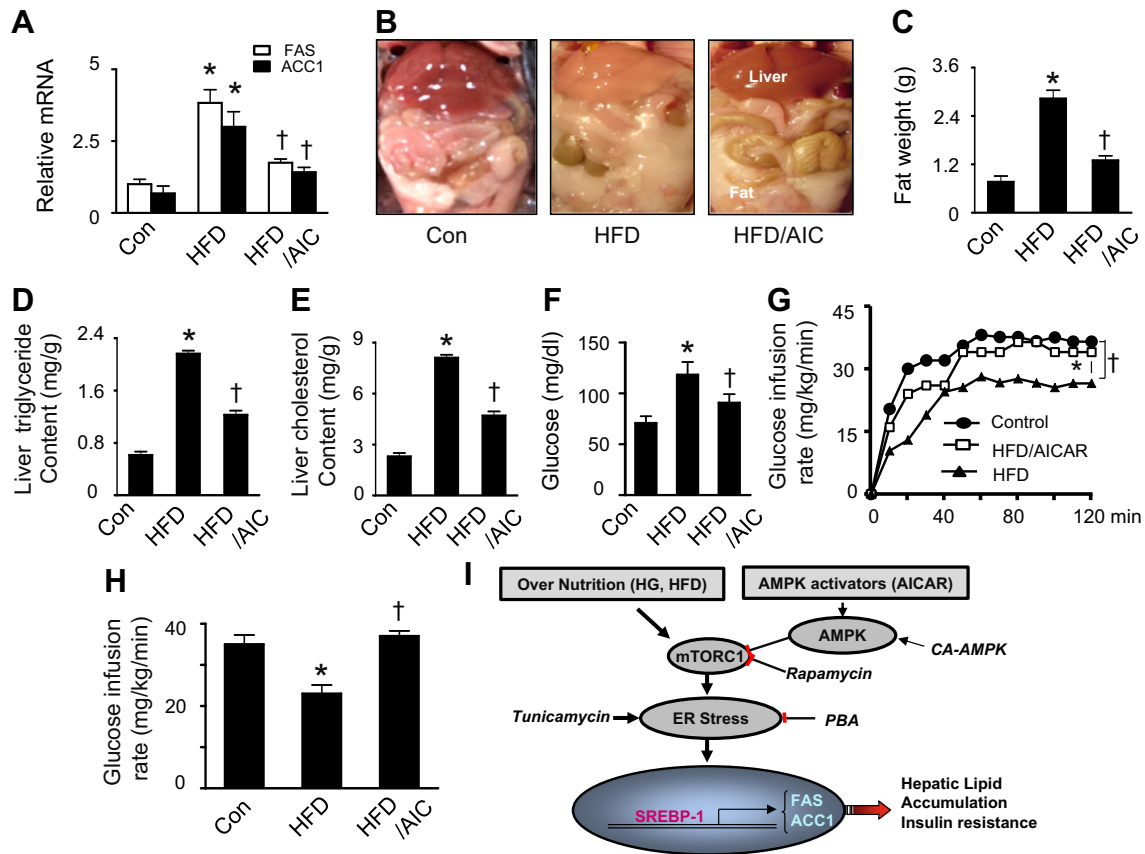 A
FAS
ACC1
Relative mRNA
5
2.5
0
*
*
†
†
Con
HFD
HFD
/AIC
B
Liver
Fat
Con
HFD
HFD/AIC
C
Fat weight (g)
3.6
2.4
1.2
0
*
†
Con
HFD
HFD
/AIC
D
Liver triglyceride
Content (mg/g)
2.4
1.6
0.8
0
*
†
Con
HFD
HFD
/AIC
E
Liver cholesterol
Content (mg/g)
9
6
3
0
*
†
Con
HFD
HFD
/AIC
F
Glucose (mg/dl)
150
100
50
0
*
†
Con
HFD
HFD
/AIC
G
Glucose infusion
rate (mg/kg/min)
45
30
15
0
*
†
Control
HFD/AICAR
HFD
0 40 80 120 min
H
Glucose infusion
rate (mg/kg/min)
40
20
0
*
†
Con
HFD
HFD
/AIC
I
Over Nutrition (HG, HFD)
AMPK activators (AICAR)
AMPK
mTORC1
CA-AMPK
Rapamycin
Tunicamycin
ER Stress
PBA
SREBP-1
FAS
ACC1
Hepatic Lipid
Accumulation
Insulin resistance